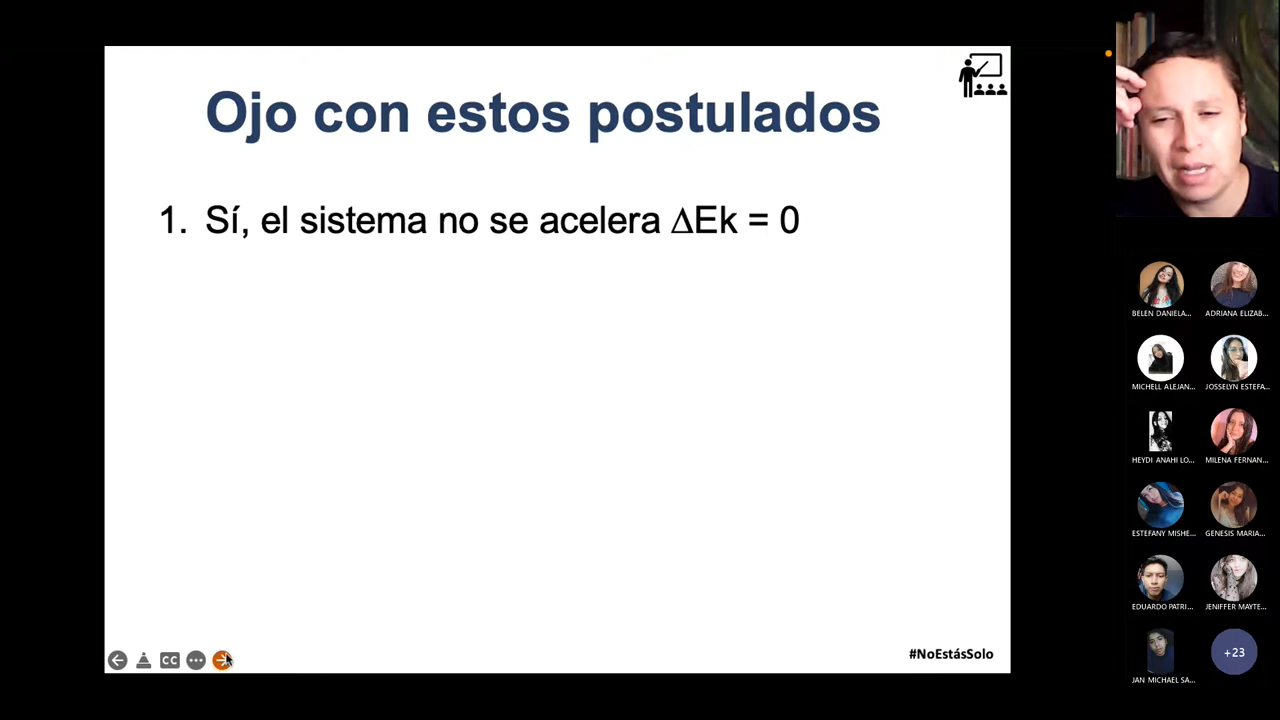 Ojo con estos postulados
1. Sí, el sistema no se acelera ∆Ek = 0
CC
#NoEstásSolo
BELEN DANIELA...
ADRIANA ELIZAB...
MICHELL ALEJAN...
JOSSELYN ESTEFA...
HEYDI ANAHI LO...
MILENA FERNAN...
ESTEFANY MISHE...
GENESIS MARIA...
EDUARDO PATRI...
JENIFFER MAYTE...
JAN MICHAEL SA...
+23